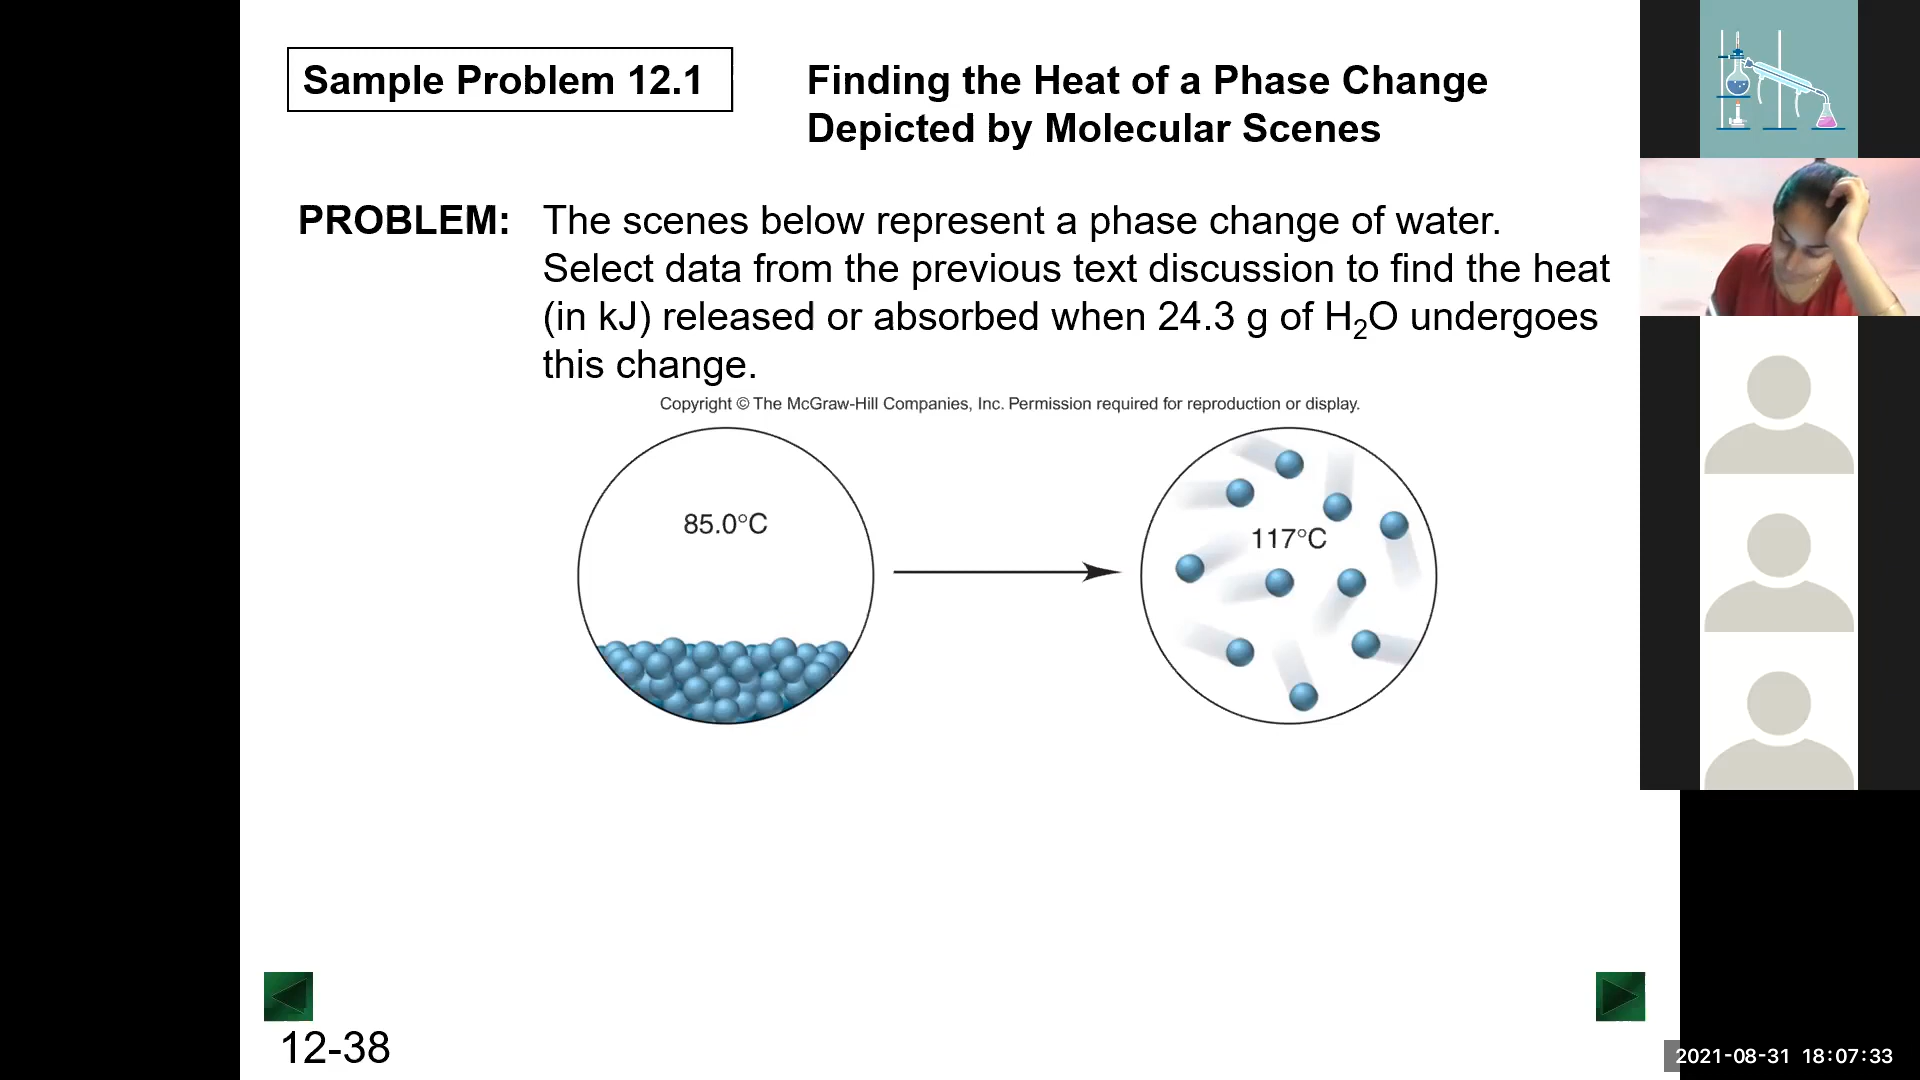 Sample Problem 12.1
Finding the Heat of a Phase Change
Depicted by Molecular Scenes
PROBLEM: The scenes below represent a phase change of water.
Select data from the previous text discussion to find the heat
(in kJ) released or absorbed when 24.3 g of H₂O undergoes
this change.
Copyright © The McGraw-Hill Companies, Inc. Permission required for reproduction or display.
85.0°C
117°C
12-38
2021-08-31 18:07:33